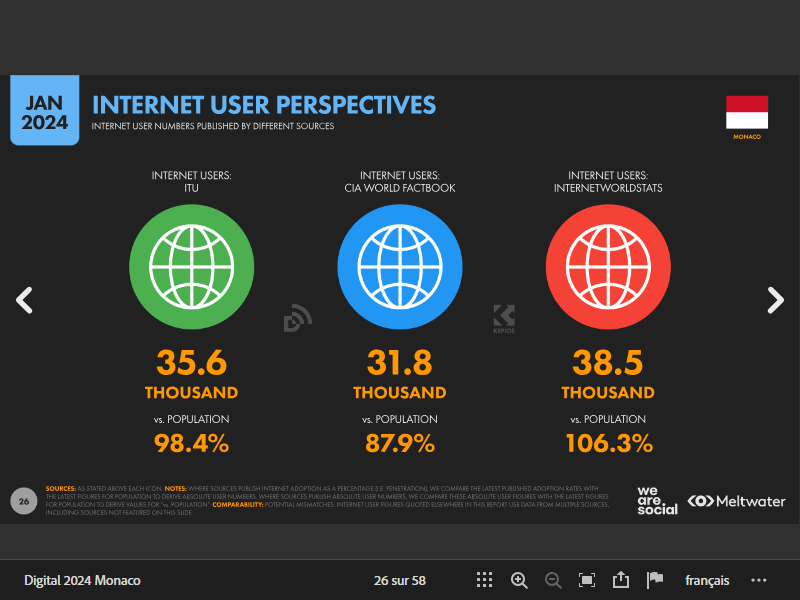 JAN
2024
INTERNET USER PERSPECTIVES
INTERNET USER NUMBERS PUBLISHED BY DIFFERENT SOURCES
MONACO
INTERNET USERS:
ITU
INTERNET USERS:
CIA WORLD FACTBOOK
INTERNET USERS:
INTERNETWORLDSTATS
KEPIOS
35.6
THOUSAND
vs. POPULATION
98.4%
31.8
THOUSAND
vs. POPULATION
87.9%
38.5
THOUSAND
vs. POPULATION
106.3%
26
SOURCES: AS STATED ABOVE EACH ICON. NOTES: WHERE SOURCES PUBLISH INTERNET ADOPTION AS A PERCENTAGE (I.E. PENETRATION), WE COMPARE THE LATEST PUBLISHED ADOPTION RATES WITH
THE LATEST FIGURES FOR POPULATION TO DERIVE ABSOLUTE USER NUMBERS. WHERE SOURCES PUBLISH ABSOLUTE USER NUMBERS, WE COMPARE THESE ABSOLUTE USER FIGURES WITH THE LATEST FIGURES
FOR POPULATION TO DERIVE VALUES FOR "vs. POPULATION." COMPARABILITY: POTENTIAL MISMATCHES. INTERNET USER FIGURES QUOTED ELSEWHERE IN THIS REPORT USE DATA FROM MULTIPLE SOURCES,
INCLUDING SOURCES NOT FEATURED ON THIS SLIDE.
we
are.
social
Meltwater
Digital 2024 Monaco
26 sur 58
français